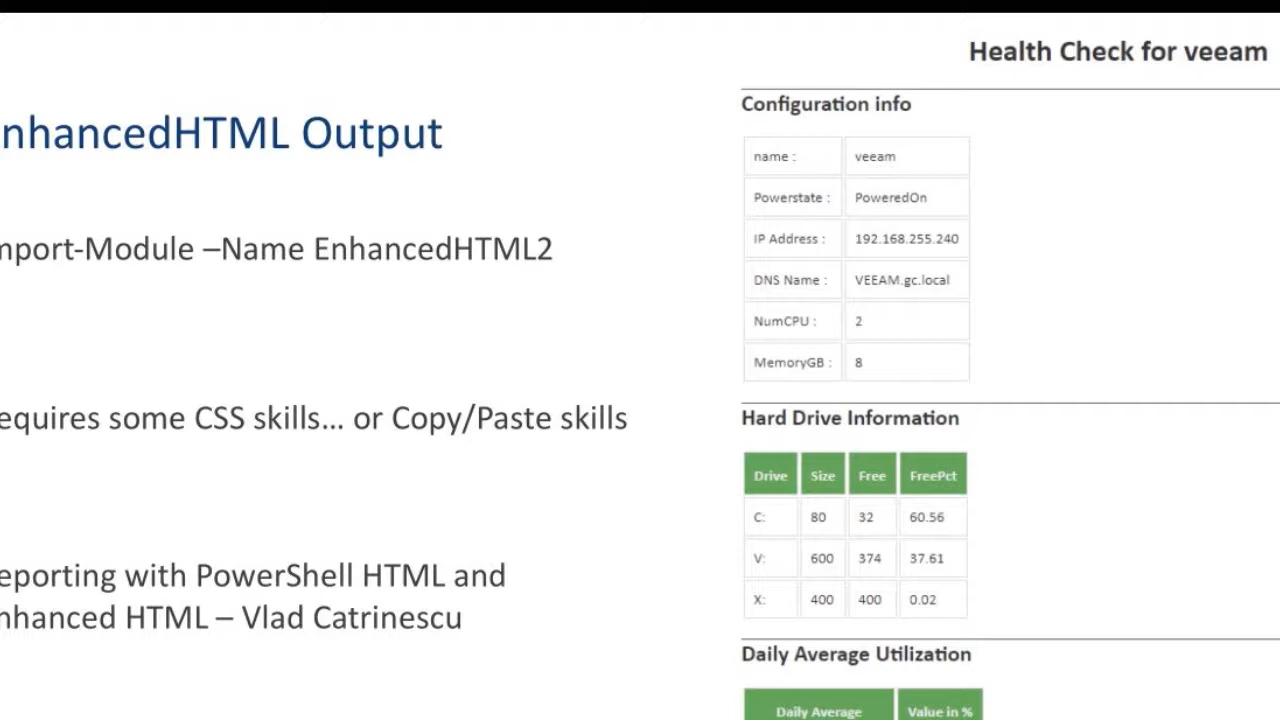 nhancedHTML Output
mport-Module –Name EnhancedHTML2
equires some CSS skills… or Copy/Paste skills
eporting with PowerShell HTML and
nhanced HTML – Vlad Catrinescu
Health Check for veeam
Configuration info
name : veeam
Powerstate : PoweredOn
IP Address : 192.168.255.240
DNS Name : VEEAM.gc.local
NumCPU : 2
MemoryGB : 8
Hard Drive Information
Drive Size Free FreePct
C: 80 32 60.56
V: 600 374 37.61
X: 400 400 0.02
Daily Average Utilization
Daily Average Value in %